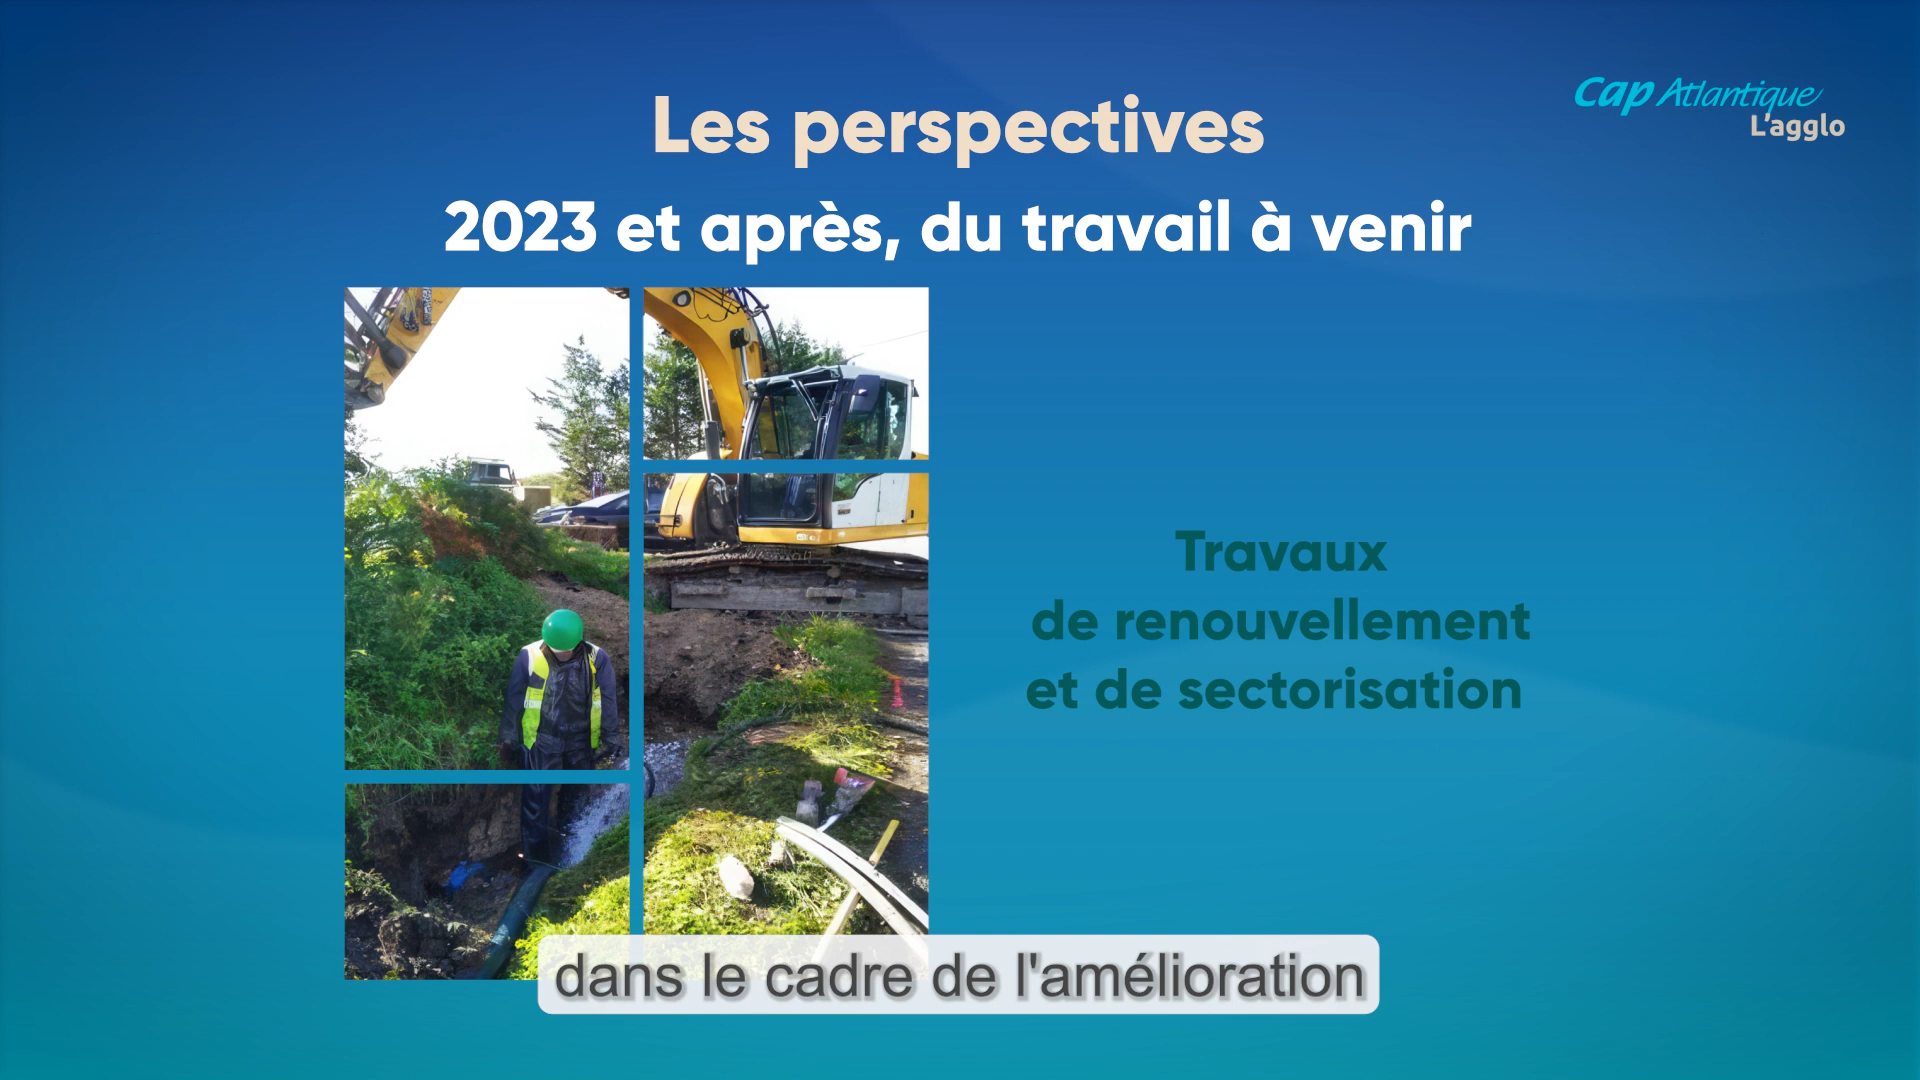 Cap Atlantique
L'agglo
Les perspectives
2023 et après, du travail à venir
Travaux
de renouvellement
et de sectorisation
dans le cadre de l'amélioration